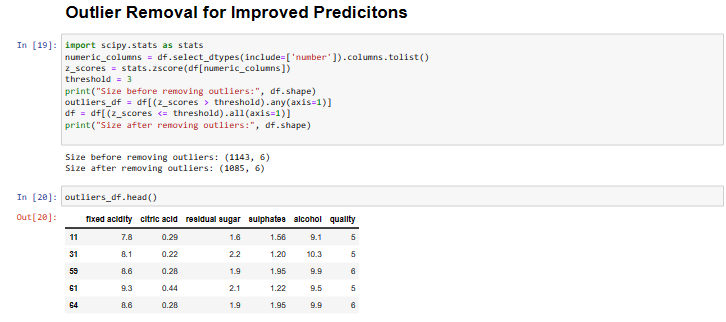 Outlier Removal for Improved Predicitons
In [19]: import scipy.stats as stats
numeric_columns = df.select_dtypes(include=['number']).columns.tolist()
z_scores = stats.zscore(df[numeric_columns])
threshold = 3
print("Size before removing outliers:", df.shape)
outliers_df = df[(z_scores > threshold).any(axis=1)]
df = df[(z_scores <= threshold).all(axis=1)]
print("Size after removing outliers:", df.shape)
Size before removing outliers: (1143, 6)
Size after removing outliers: (1085, 6)
In [20]: outliers_df.head()
Out[20]:
fixed acidity citric acid residual sugar sulphates alcohol quality
11 7.8 0.29 1.6 1.56 9.1 5
31 8.1 0.22 2.2 1.20 10.3 5
59 8.6 0.28 1.9 1.95 9.9 6
61 9.3 0.44 2.1 1.22 9.5 5
64 8.6 0.28 1.9 1.95 9.9 6